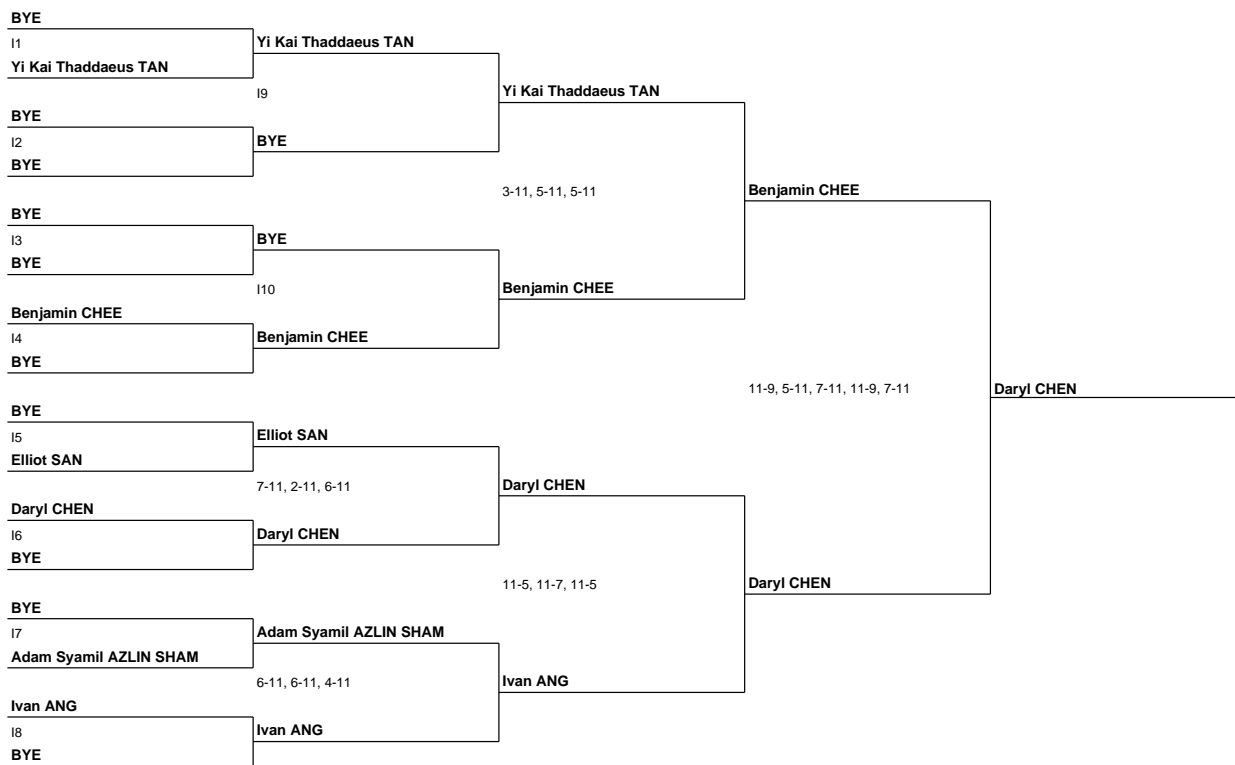 BYE
I1
Yi Kai Thaddaeus TAN
Yi Kai Thaddaeus TAN
I9
Yi Kai Thaddaeus TAN
BYE
I2
BYE
BYE
3-11, 5-11, 5-11
Benjamin CHEE
BYE
I3
BYE
BYE
I10
Benjamin CHEE
Benjamin CHEE
I4
Benjamin CHEE
BYE
11-9, 5-11, 7-11, 11-9, 7-11
Daryl CHEN
BYE
I5
Elliot SAN
Elliot SAN
7-11, 2-11, 6-11
Daryl CHEN
Daryl CHEN
I6
Daryl CHEN
BYE
11-5, 11-7, 11-5
Daryl CHEN
BYE
I7
Adam Syamil AZLIN SHAM
Adam Syamil AZLIN SHAM
6-11, 6-11, 4-11
Ivan ANG
Ivan ANG
I8
Ivan ANG
BYE